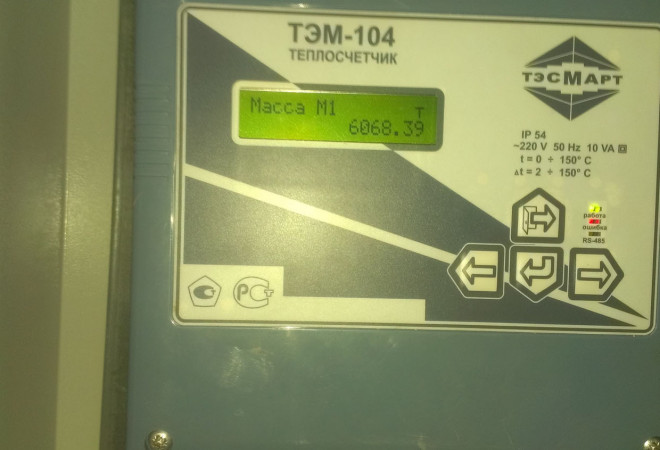 ТЭМ-104
ТЕПЛОСЧЕТЧИК
ТЭСМАРТ
Масса М1 т
6068.39
IP 54
~220 V 50 Hz 10 VA
t = 0 ÷ 150° C
Δt = 2 ÷ 150° C
работа
ошибка
RS-485